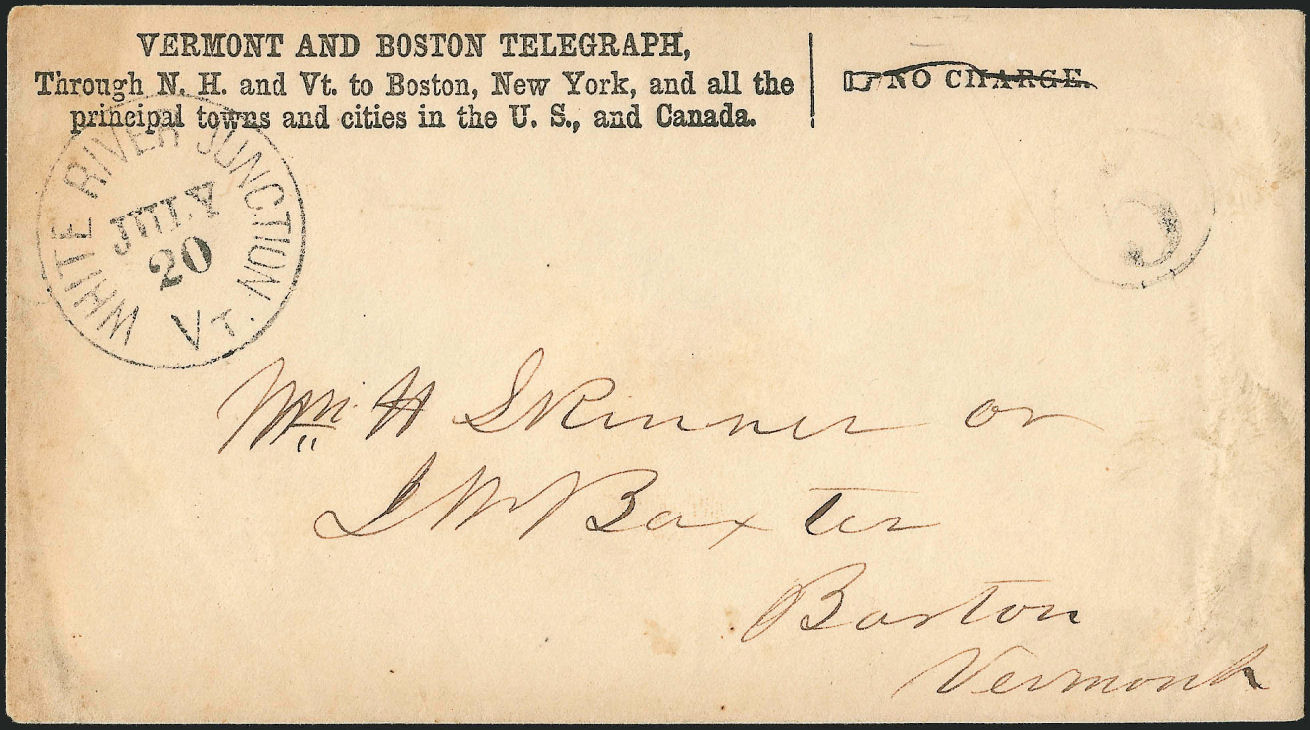 VERMONT AND BOSTON TELEGRAPH,
Through N. H. and Vt. to Boston, New York, and all the
principal towns and cities in the U. S., and Canada.
☞ NO CHARGE.
WHITE RIVER JUNCTION
JULY
20
VT.
5
Wm H Skinner or
J W Baxter
Barton
Vermont